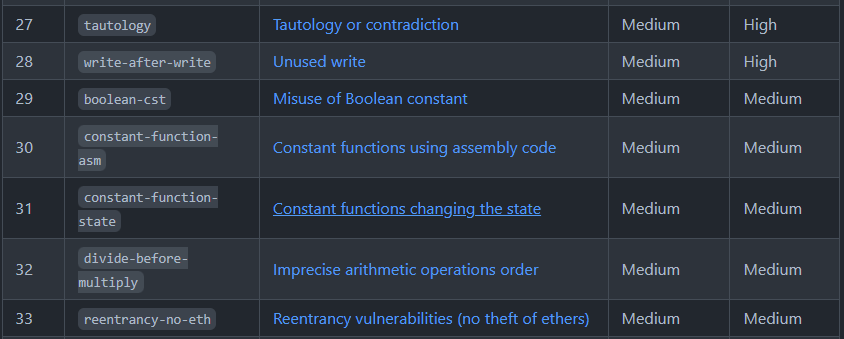 27 tautology Tautology or contradiction Medium High
28 write-after-write Unused write Medium High
29 boolean-cst Misuse of Boolean constant Medium Medium
30 constant-function-
asm Constant functions using assembly code Medium Medium
31 constant-function-
state Constant functions changing the state Medium Medium
32 divide-before-
multiply Imprecise arithmetic operations order Medium Medium
33 reentrancy-no-eth Reentrancy vulnerabilities (no theft of ethers) Medium Medium